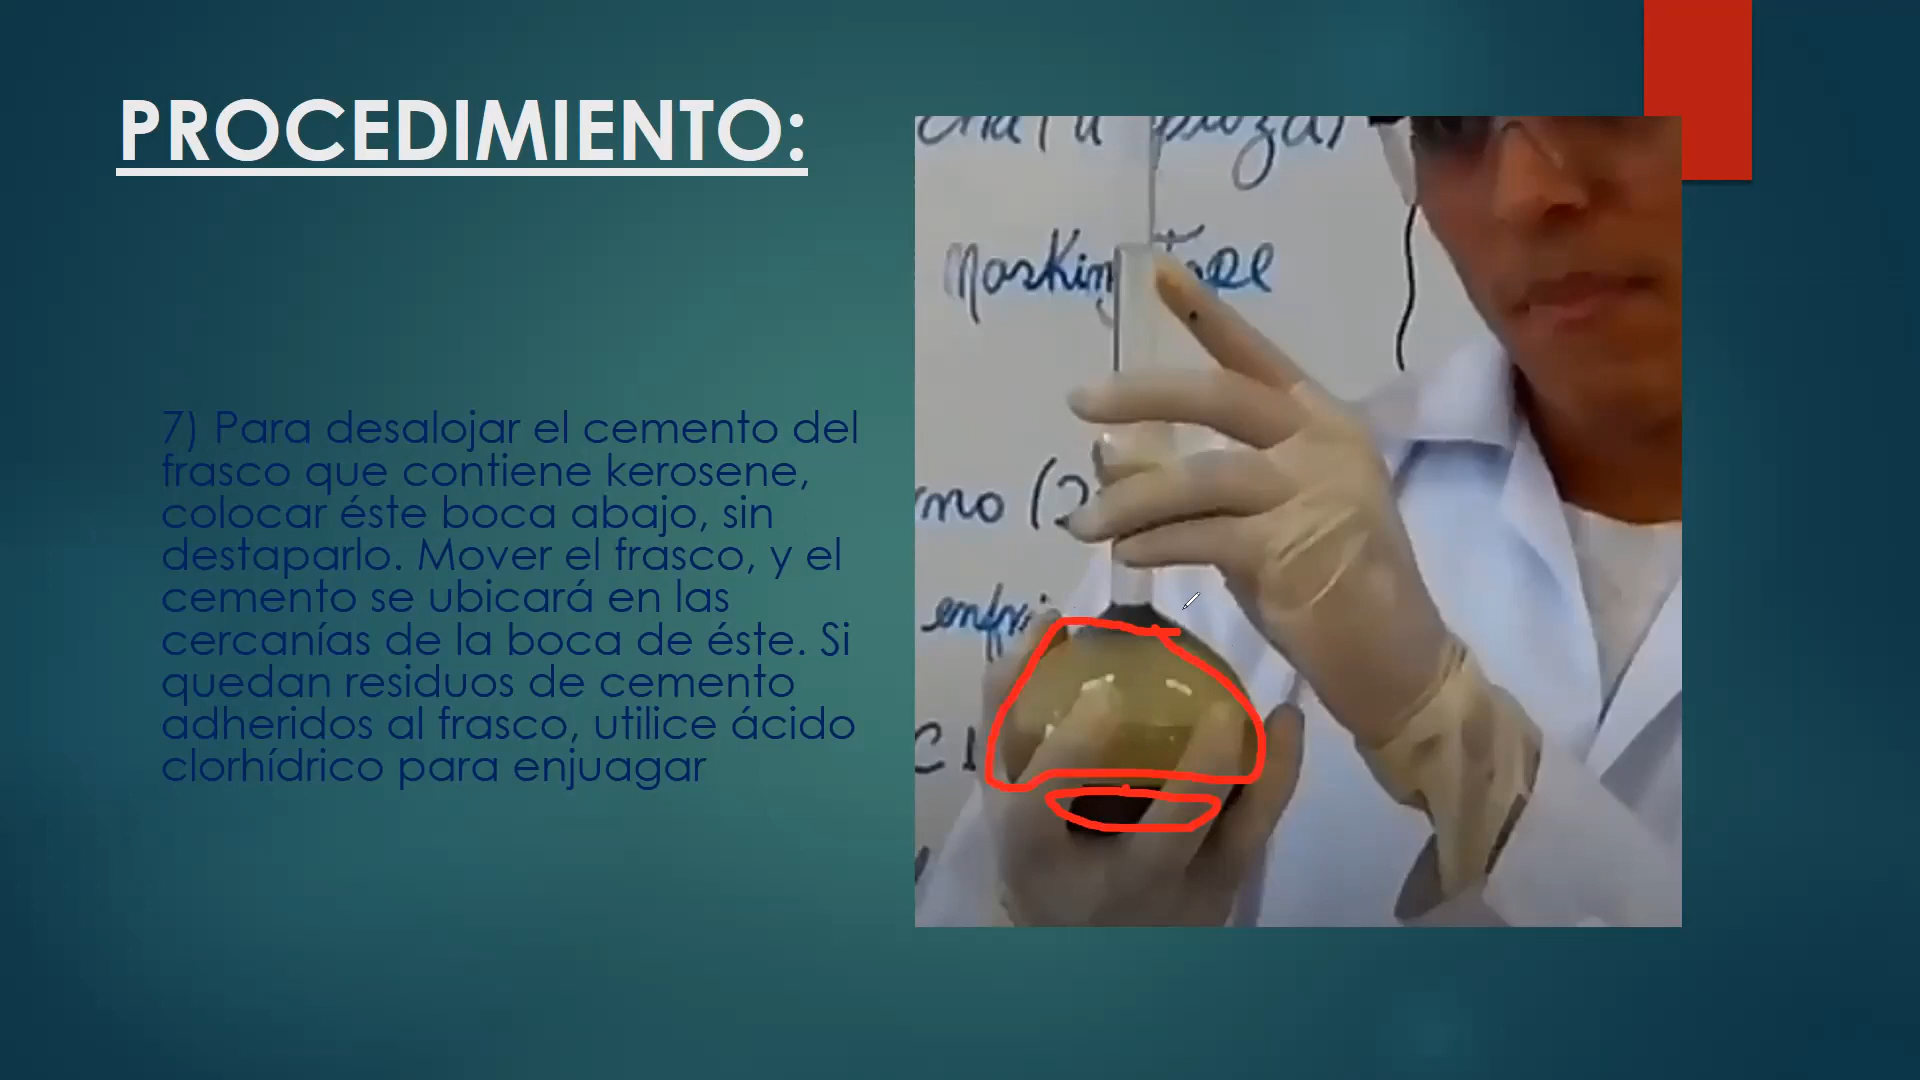 PROCEDIMIENTO:
7) Para desalojar el cemento del
frasco que contiene kerosene,
colocar éste boca abajo, sin
destaparlo. Mover el frasco, y el
cemento se ubicará en las
cercanías de la boca de éste. Si
quedan residuos de cemento
adheridos al frasco, utilice ácido
clorhídrico para enjuagar
Maskin
(2